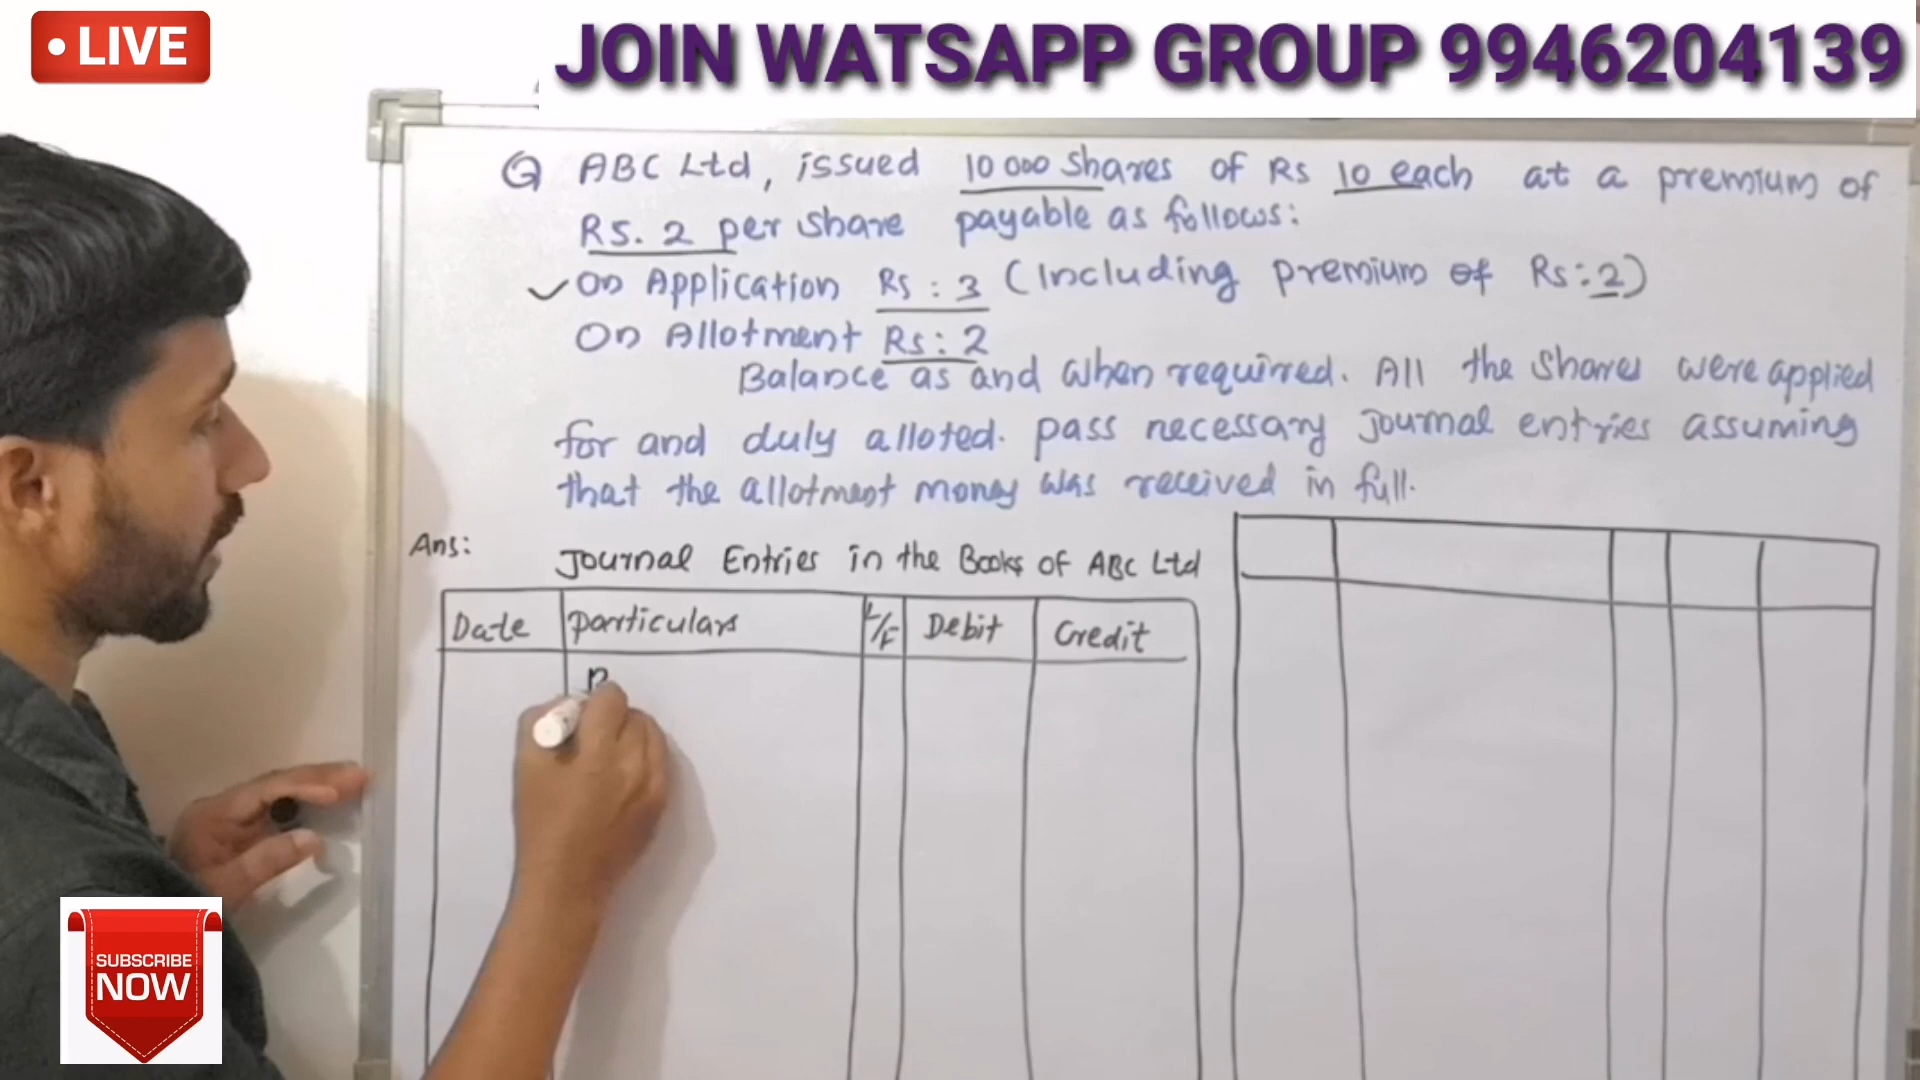 LIVE
JOIN WATSAPP GROUP 9946204139
Q ABC Ltd, issued 10 000 shares of Rs 10 each at a premium of
Rs. 2 per share payable as follows:
On Application Rs : 3 (Including premium of Rs: 2)
On Allotment Rs : 2
Balance as and when required. All the shares were applied
for and duly alloted. pass necessary Journal entries assuming
that the allotment money was received in full.
Ans: Journal Entries in the Books of ABC Ltd
Date Particulars L/F Debit Credit
B
SUBSCRIBE
NOW